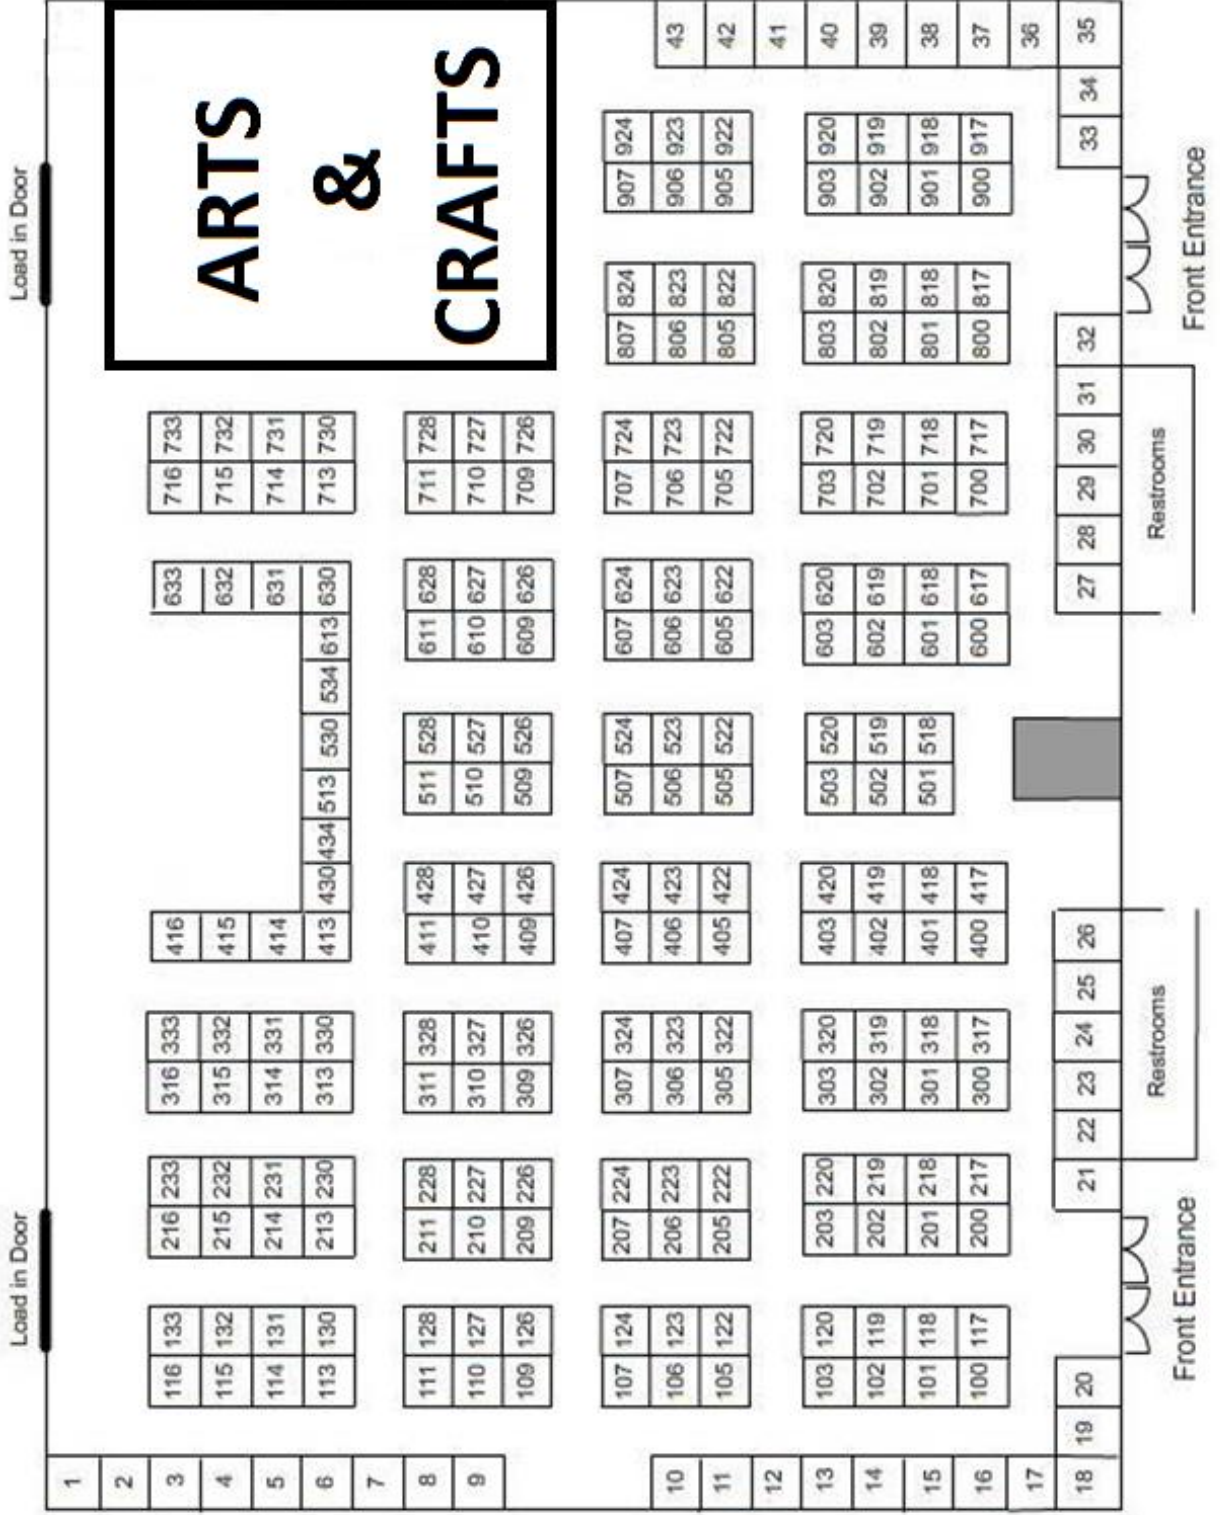 Load in Door Load in Door
1
2
3 116 133 216 233 316 333 416 633 716 733
ARTS
4 115 132 215 232 315 332 415 632 715 732
5 114 131 214 231 314 331 414 631 714 731
6 113 130 213 230 313 330 413 430 434 513 530 534 613 630 713 730
&
7
8 111 128 211 228 311 328 411 428 511 528 611 628 711 728
CRAFTS
9 110 127 210 227 310 327 410 427 510 527 610 627 710 727
109 126 209 226 309 326 409 426 509 526 609 626 709 726
107 124 207 224 307 324 407 424 507 524 607 624 707 724 807 824 907 924
10 106 123 206 223 306 323 406 423 506 523 606 623 706 723 806 823 906 923 43
11 105 122 205 222 305 322 405 422 505 522 605 622 705 722 805 822 905 922 42
12 41
13 103 120 203 220 303 320 403 420 503 520 603 620 703 720 803 820 903 920 40
14 102 119 202 219 302 319 402 419 502 519 602 619 702 719 802 819 902 919 39
15 101 118 201 218 301 318 401 418 501 518 601 618 701 718 801 818 901 918 38
16 100 117 200 217 300 317 400 417 600 617 700 717 800 817 900 917 37
17 36
18 19 20 21 22 23 24 25 26 27 28 29 30 31 32 33 34 35
Restrooms Restrooms
Front Entrance Front Entrance